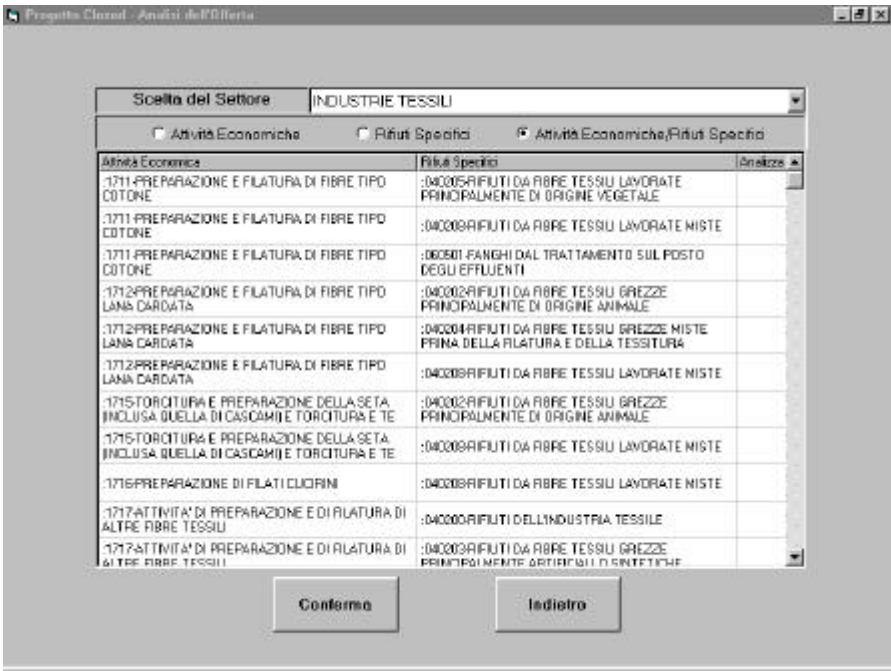 Progetto Closed - Analisi dell'Offerta
Scelta del Settore INDUSTRIE TESSILI
Attività Economiche Rifiuti Specifici Attività Economiche/Rifiuti Specifici
Attività Economica Rifiuti Specifici Analizza
:1711-PREPARAZIONE E FILATURA DI FIBRE TIPO :040205-RIFIUTI DA FIBRE TESSILI LAVORATE
COTONE PRINCIPALMENTE DI ORIGINE VEGETALE
:1711-PREPARAZIONE E FILATURA DI FIBRE TIPO
COTONE :040208-RIFIUTI DA FIBRE TESSILI LAVORATE MISTE
:1711-PREPARAZIONE E FILATURA DI FIBRE TIPO :060501-FANGHI DAL TRATTAMENTO SUL POSTO
COTONE DEGLI EFFLUENTI
:1712-PREPARAZIONE E FILATURA DI FIBRE TIPO :040202-RIFIUTI DA FIBRE TESSILI GREZZE
LANA CARDATA PRINCIPALMENTE DI ORIGINE ANIMALE
:1712-PREPARAZIONE E FILATURA DI FIBRE TIPO :040204-RIFIUTI DA FIBRE TESSILI GREZZE MISTE
LANA CARDATA PRIMA DELLA FILATURA E DELLA TESSITURA
:1712-PREPARAZIONE E FILATURA DI FIBRE TIPO
LANA CARDATA :040208-RIFIUTI DA FIBRE TESSILI LAVORATE MISTE
:1715-TORCITURA E PREPARAZIONE DELLA SETA :040202-RIFIUTI DA FIBRE TESSILI GREZZE
(INCLUSA QUELLA DI CASCAMI) E TORCITURA E TE PRINCIPALMENTE DI ORIGINE ANIMALE
:1715-TORCITURA E PREPARAZIONE DELLA SETA
(INCLUSA QUELLA DI CASCAMI) E TORCITURA E TE :040208-RIFIUTI DA FIBRE TESSILI LAVORATE MISTE
:1716-PREPARAZIONE DI FILATI CUCIRINI :040208-RIFIUTI DA FIBRE TESSILI LAVORATE MISTE
:1717-ATTIVITA' DI PREPARAZIONE E DI FILATURA DI
ALTRE FIBRE TESSILI :040200-RIFIUTI DELL'INDUSTRIA TESSILE
:1717-ATTIVITA' DI PREPARAZIONE E DI FILATURA DI :040203-RIFIUTI DA FIBRE TESSILI GREZZE
ALTRE FIBRE TESSILI PRINCIPALMENTE ARTIFICIALI O SINTETICHE
Conferma Indietro